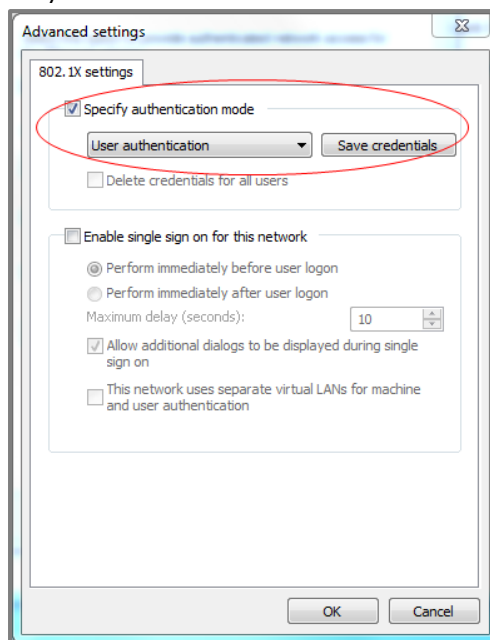 Advanced settings
802.1X settings
Specify authentication mode
User authentication
Save credentials
Delete credentials for all users
Enable single sign on for this network
Perform immediately before user logon
Perform immediately after user logon
Maximum delay (seconds):
10
Allow additional dialogs to be displayed during single
sign on
This network uses separate virtual LANs for machine
and user authentication
OK
Cancel